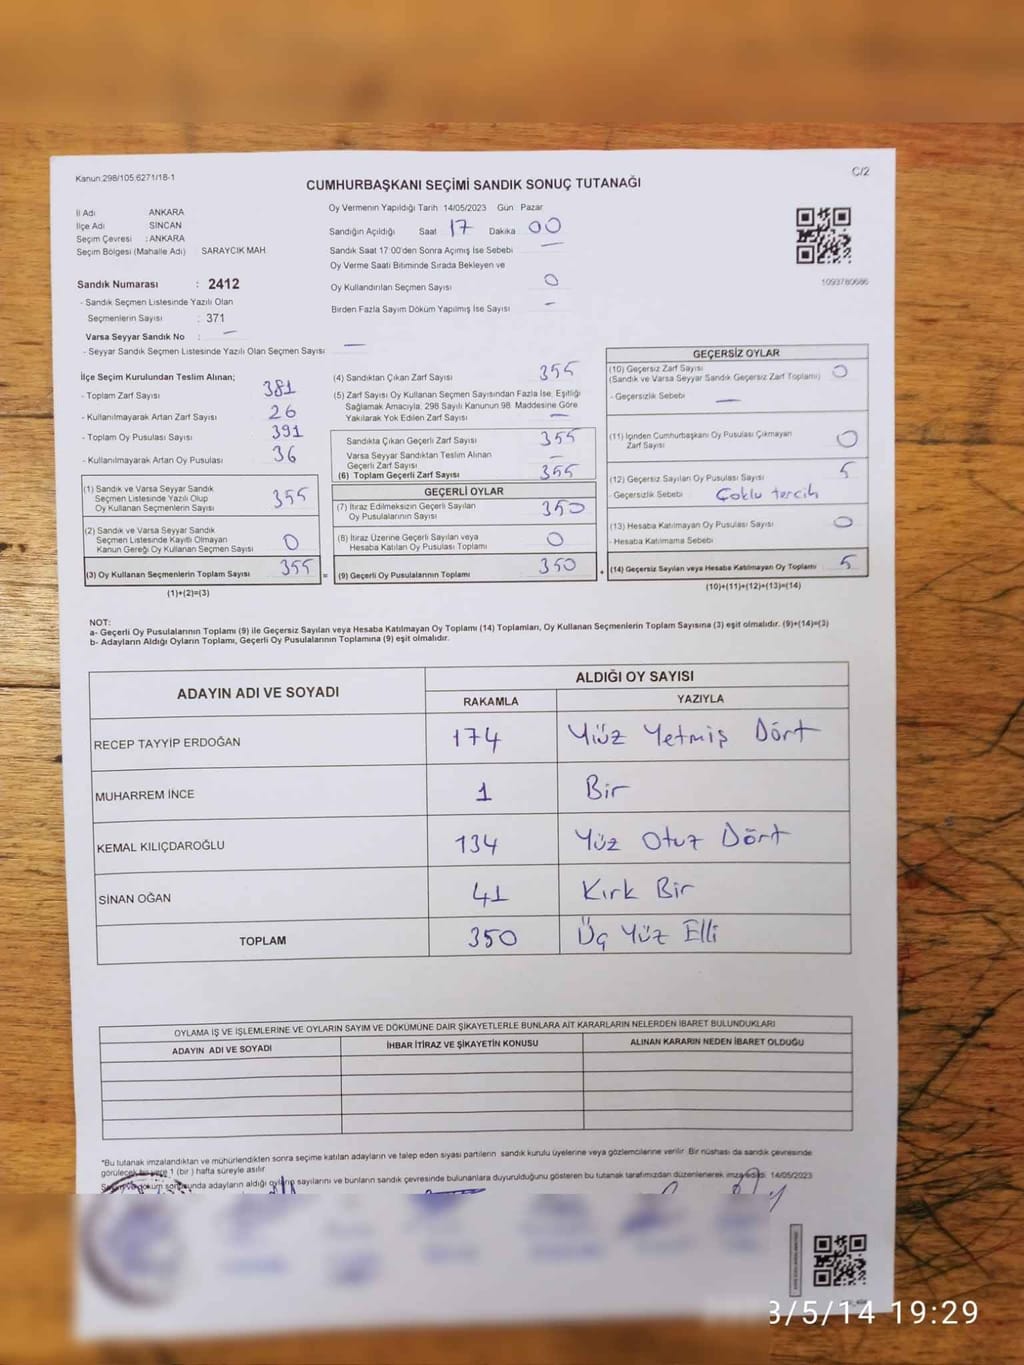 Kanun:298/105,6271/18-1
C/2
CUMHURBAŞKANI SEÇİMİ SANDIK SONUÇ TUTANAĞI
İl Adı ANKARA
İlçe Adı SİNCAN
Seçim Çevresi : ANKARA
Seçim Bölgesi (Mahalle Adı) SARAYCIK MAH
Sandık Numarası : 2412
- Sandık Seçmen Listesinde Yazılı Olan
Seçmenlerin Sayısı : 371
Varsa Seyyar Sandık No : —
- Seyyar Sandık Seçmen Listesinde Yazılı Olan Seçmen Sayısı —
Oy Vermenin Yapıldığı Tarih 14/05/2023 Gün Pazar
Sandığın Açıldığı Saat 17 Dakika 00
Sandık Saat 17:00'den Sonra Açımış İse Sebebi —
Oy Verme Saati Bitiminde Sırada Bekleyen ve
Oy Kullandırılan Seçmen Sayısı 0
Birden Fazla Sayım Döküm Yapılmış İse Sayısı —
1093780686
İlçe Seçim Kurulundan Teslim Alınan;
- Toplam Zarf Sayısı 381
- Kullanılmayarak Artan Zarf Sayısı 26
- Toplam Oy Pusulası Sayısı 391
- Kullanılmayarak Artan Oy Pusulası 36
(1) Sandık ve Varsa Seyyar Sandık
Seçmen Listesinde Yazılı Olup
Oy Kullanan Seçmenlerin Sayısı 355
(2) Sandık ve Varsa Seyyar Sandık
Seçmen Listesinde Kayıtlı Olmayan
Kanun Gereği Oy Kullanan Seçmen Sayısı 0
(3) Oy Kullanan Seçmenlerin Toplam Sayısı 355 =
(1)+(2)=(3)
(4) Sandıktan Çıkan Zarf Sayısı 355
(5) Zarf Sayısı Oy Kullanan Seçmen Sayısından Fazla İse, Eşitliği
Sağlamak Amacıyla, 298 Sayılı Kanunun 98. Maddesine Göre
Yakılarak Yok Edilen Zarf Sayısı —
Sandıkta Çıkan Geçerli Zarf Sayısı 355
Varsa Seyyar Sandıktan Teslim Alınan
Geçerli Zarf Sayısı —
(6) Toplam Geçerli Zarf Sayısı 355
GEÇERLİ OYLAR
(7) İtiraz Edilmeksizin Geçerli Sayılan
Oy Pusulalarının Sayısı 350
(8) İtiraz Üzerine Geçerli Sayılan veya
Hesaba Katılan Oy Pusulası Toplamı 0
(9) Geçerli Oy Pusulalarının Toplamı 350 +
GEÇERSİZ OYLAR
(10) Geçersiz Zarf Sayısı
(Sandık ve Varsa Seyyar Sandık Geçersiz Zarf Toplamı) 0
- Geçersizlik Sebebi —
(11) İçinden Cumhurbaşkanı Oy Pusulası Çıkmayan
Zarf Sayısı 0
(12) Geçersiz Sayılan Oy Pusulası Sayısı 5
- Geçersizlik Sebebi Çoklu tercih
(13) Hesaba Katılmayan Oy Pusulası Sayısı 0
- Hesaba Katılmama Sebebi
(14) Geçersiz Sayılan veya Hesaba Katılmayan Oy Toplamı 5
(10)+(11)+(12)+(13)=(14)
NOT:
a- Geçerli Oy Pusulalarının Toplamı (9) ile Geçersiz Sayılan veya Hesaba Katılmayan Oy Toplamı (14) Toplamları, Oy Kullanan Seçmenlerin Toplam Sayısına (3) eşit olmalıdır. (9)+(14)=(3)
b- Adayların Aldığı Oyların Toplamı, Geçerli Oy Pusulalarının Toplamına (9) eşit olmalıdır.
ADAYIN ADI VE SOYADI
ALDIĞI OY SAYISI
RAKAMLA YAZIYLA
RECEP TAYYİP ERDOĞAN 174 Yüz Yetmiş Dört
MUHARREM İNCE 1 Bir
KEMAL KILIÇDAROĞLU 134 Yüz Otuz Dört
SİNAN OĞAN 41 Kırk Bir
TOPLAM 350 Üç Yüz Elli
OYLAMA İŞ VE İŞLEMLERİNE VE OYLARIN SAYIM VE DÖKÜMÜNE DAİR ŞİKAYETLERLE BUNLARA AİT KARARLARIN NELERDEN İBARET BULUNDUKLARI
ADAYIN ADI VE SOYADI İHBAR İTİRAZ VE ŞİKAYETİN KONUSU ALINAN KARARIN NEDEN İBARET OLDUĞU
*Bu tutanak imzalandıktan ve mühürlendikten sonra seçime katılan adayların ve talep eden siyasi partilerin sandık kurulu üyelerine veya gözlemcilerine verilir. Bir nüshası da sandık çevresinde
görülecek bir yere 1 (bir) hafta süreyle asılır.
Sayım ve döküm sonucunda adayların aldığı oyların sayılarını ve bunların sandık çevresinde bulunanlara duyurulduğunu gösteren bu tutanak tarafımızdan düzenlenerek imza edildi. 14/05/2023
3/5/14 19:29